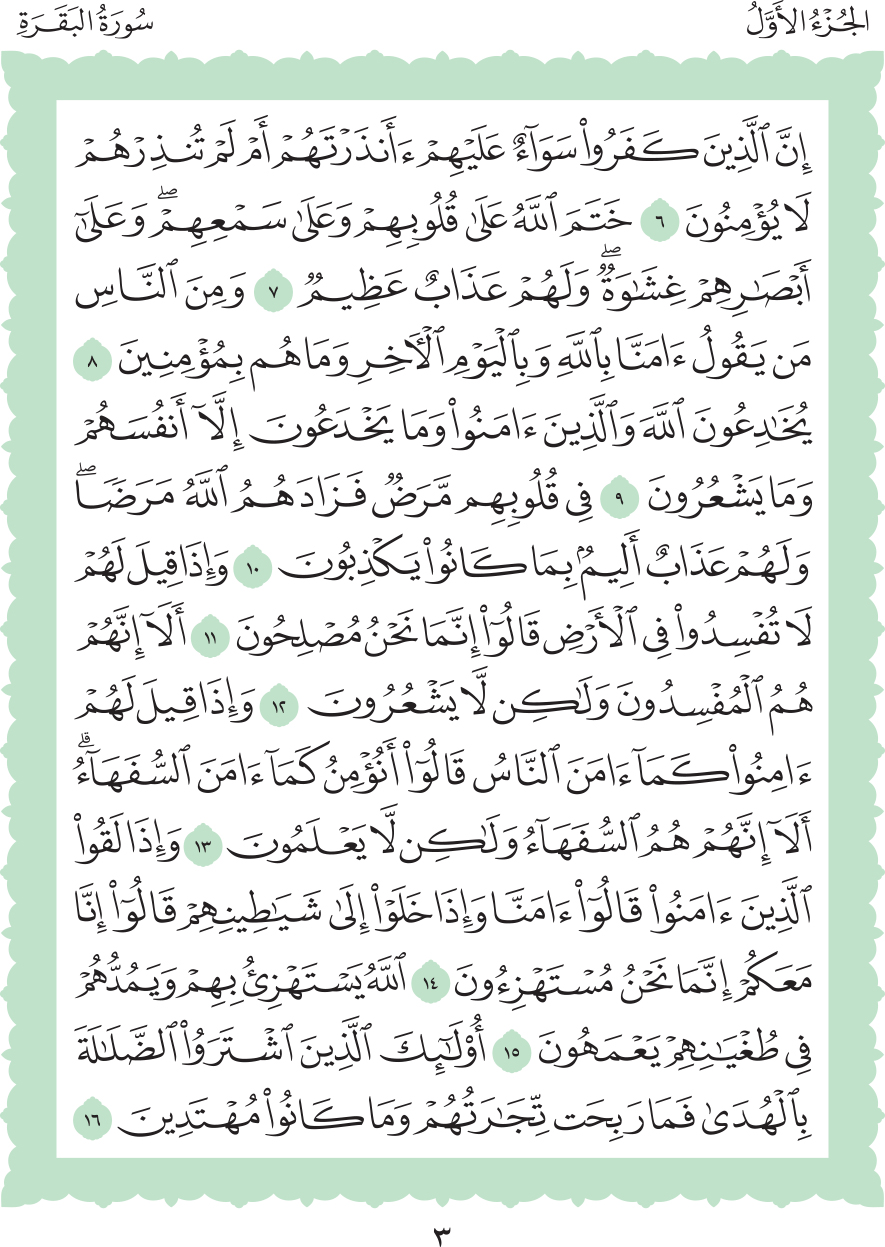 الجُزْءُ الأَوَّلُ
سُورَةُ البَقَرَةِ
إِنَّ ٱلَّذِينَ كَفَرُوا۟ سَوَآءٌ عَلَيْهِمْ ءَأَنذَرْتَهُمْ أَمْ لَمْ تُنذِرْهُمْ
لَا يُؤْمِنُونَ ٦ خَتَمَ ٱللَّهُ عَلَىٰ قُلُوبِهِمْ وَعَلَىٰ سَمْعِهِمْۖ وَعَلَىٰٓ
أَبْصَـٰرِهِمْ غِشَـٰوَةٌۖ وَلَهُمْ عَذَابٌ عَظِيمٌ ٧ وَمِنَ ٱلنَّاسِ
مَن يَقُولُ ءَامَنَّا بِٱللَّهِ وَبِٱلْيَوْمِ ٱلْـَٔاخِرِ وَمَا هُم بِمُؤْمِنِينَ ٨
يُخَـٰدِعُونَ ٱللَّهَ وَٱلَّذِينَ ءَامَنُوا۟ وَمَا يَخْدَعُونَ إِلَّآ أَنفُسَهُمْ
وَمَا يَشْعُرُونَ ٩ فِى قُلُوبِهِم مَّرَضٌ فَزَادَهُمُ ٱللَّهُ مَرَضًاۖ
وَلَهُمْ عَذَابٌ أَلِيمٌۢ بِمَا كَانُوا۟ يَكْذِبُونَ ١٠ وَإِذَا قِيلَ لَهُمْ
لَا تُفْسِدُوا۟ فِى ٱلْأَرْضِ قَالُوٓا۟ إِنَّمَا نَحْنُ مُصْلِحُونَ ١١ أَلَآ إِنَّهُمْ
هُمُ ٱلْمُفْسِدُونَ وَلَـٰكِن لَّا يَشْعُرُونَ ١٢ وَإِذَا قِيلَ لَهُمْ
ءَامِنُوا۟ كَمَآ ءَامَنَ ٱلنَّاسُ قَالُوٓا۟ أَنُؤْمِنُ كَمَآ ءَامَنَ ٱلسُّفَهَآءُۗ
أَلَآ إِنَّهُمْ هُمُ ٱلسُّفَهَآءُ وَلَـٰكِن لَّا يَعْلَمُونَ ١٣ وَإِذَا لَقُوا۟
ٱلَّذِينَ ءَامَنُوا۟ قَالُوٓا۟ ءَامَنَّا وَإِذَا خَلَوْا۟ إِلَىٰ شَيَـٰطِينِهِمْ قَالُوٓا۟ إِنَّا
مَعَكُمْ إِنَّمَا نَحْنُ مُسْتَهْزِءُونَ ١٤ ٱللَّهُ يَسْتَهْزِئُ بِهِمْ وَيَمُدُّهُمْ
فِى طُغْيَـٰنِهِمْ يَعْمَهُونَ ١٥ أُو۟لَـٰٓئِكَ ٱلَّذِينَ ٱشْتَرَوُا۟ ٱلضَّلَـٰلَةَ
بِٱلْهُدَىٰ فَمَا رَبِحَت تِّجَـٰرَتُهُمْ وَمَا كَانُوا۟ مُهْتَدِينَ ١٦
٣